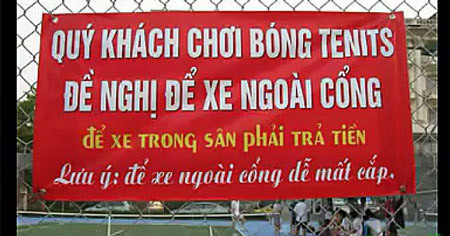 QUÝ KHÁCH CHƠI BÓNG TENITS
ĐỀ NGHỊ ĐỂ XE NGOÀI CỔNG
để xe trong sân phải trả tiền
Lưu ý: để xe ngoài cổng dễ mất cắp.